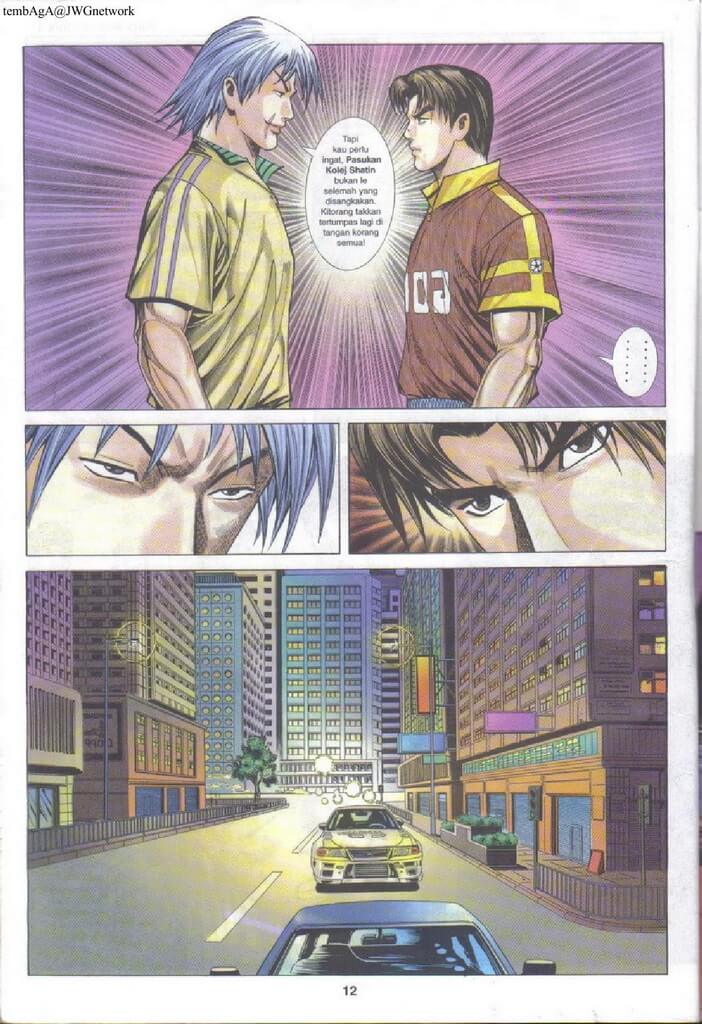 tembAgA@JWGnetwork
Tapi
kau perlu
ingat, Pasukan
Kolej Shatin
bukan le
selemah yang
disangkakan.
Kitorang takkan
tertumpas lagi di
tangan korang
semua!
103
12